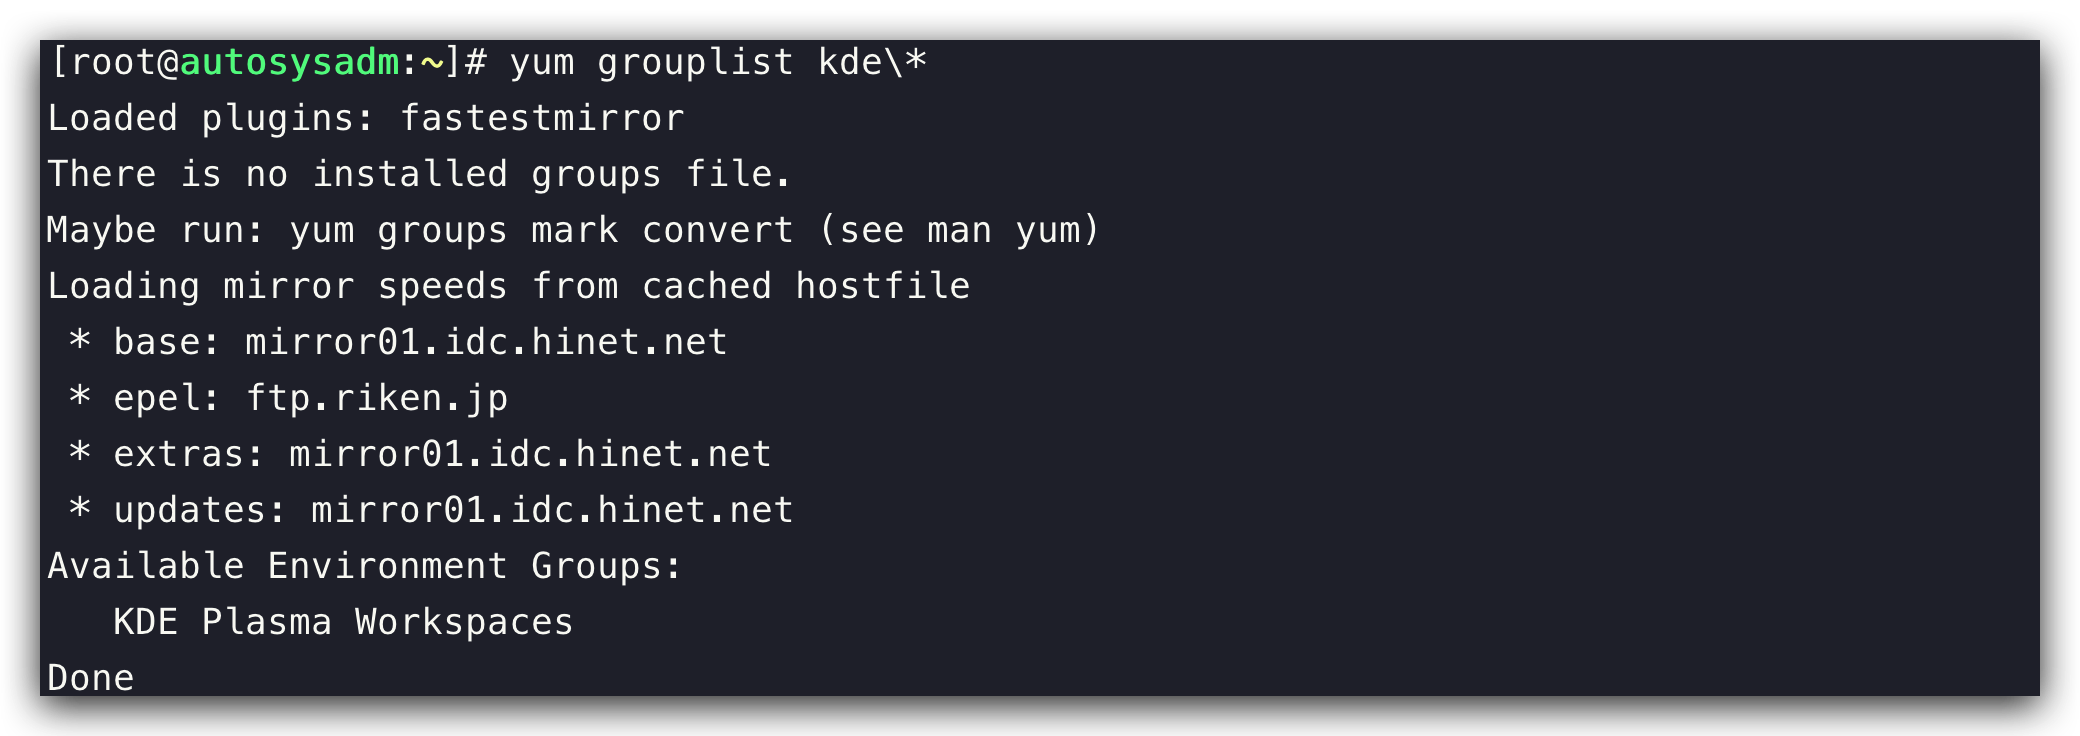 [root@autosysadm:~]# yum grouplist kde\*
Loaded plugins: fastestmirror
There is no installed groups file.
Maybe run: yum groups mark convert (see man yum)
Loading mirror speeds from cached hostfile
 * base: mirror01.idc.hinet.net
 * epel: ftp.riken.jp
 * extras: mirror01.idc.hinet.net
 * updates: mirror01.idc.hinet.net
Available Environment Groups:
   KDE Plasma Workspaces
Done